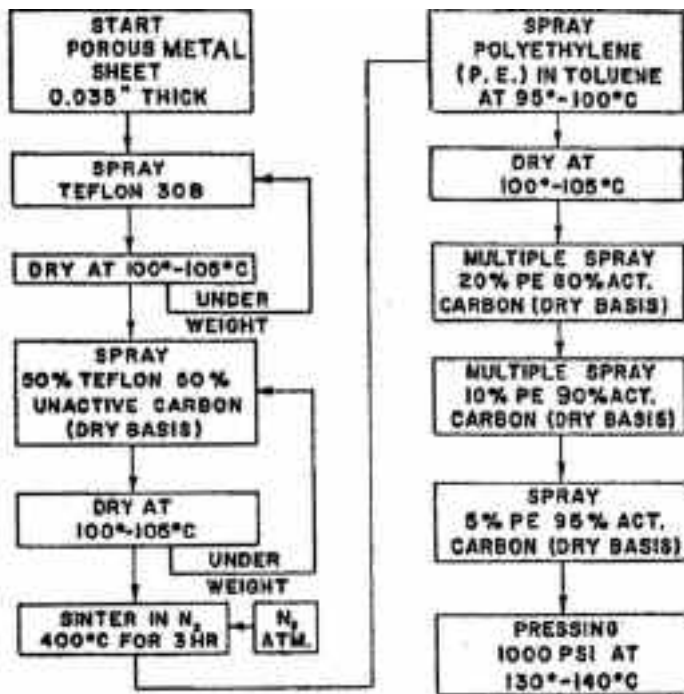 START
POROUS METAL
SHEET
0.035" THICK
SPRAY
TEFLON 30B
DRY AT 100°-105°C
UNDER
WEIGHT
SPRAY
50% TEFLON 50%
UNACTIVE CARBON
(DRY BASIS)
DRY AT
100°-105°C
UNDER
WEIGHT
SINTER IN N₂
400°C FOR 3 HR
N₂
ATM.
SPRAY
POLYETHYLENE
(P. E.) IN TOLUENE
AT 95°-100°C
DRY AT
100°-105°C
MULTIPLE SPRAY
20% PE 80% ACT.
CARBON (DRY BASIS)
MULTIPLE SPRAY
10% PE 90% ACT.
CARBON (DRY BASIS)
SPRAY
5% PE 95% ACT.
CARBON (DRY BASIS)
PRESSING
1000 PSI AT
130°-140°C